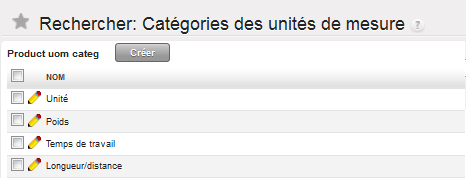 Rechercher: Catégories des unités de mesure ?
Product uom categ Créer
NOM
Unité
Poids
Temps de travail
Longueur/distance